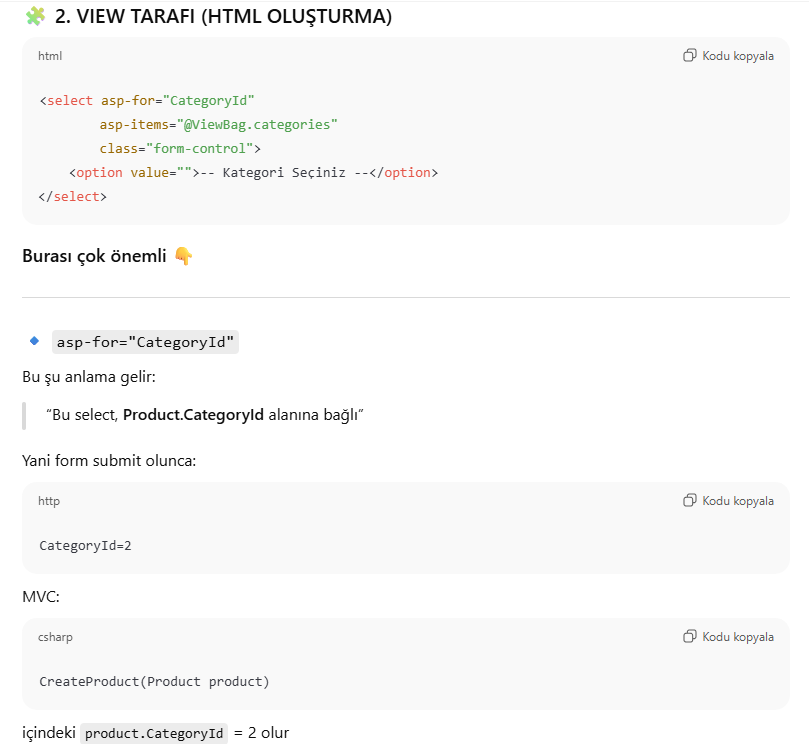 🧩 2. VIEW TARAFI (HTML OLUŞTURMA)
html
Kodu kopyala
<select asp-for="CategoryId"
        asp-items="@ViewBag.categories"
        class="form-control">
    <option value="">-- Kategori Seçiniz --</option>
</select>
Burası çok önemli 👇
🔹 asp-for="CategoryId"
Bu şu anlama gelir:
“Bu select, Product.CategoryId alanına bağlı”
Yani form submit olunca:
http
Kodu kopyala
CategoryId=2
MVC:
csharp
Kodu kopyala
CreateProduct(Product product)
içindeki product.CategoryId = 2 olur